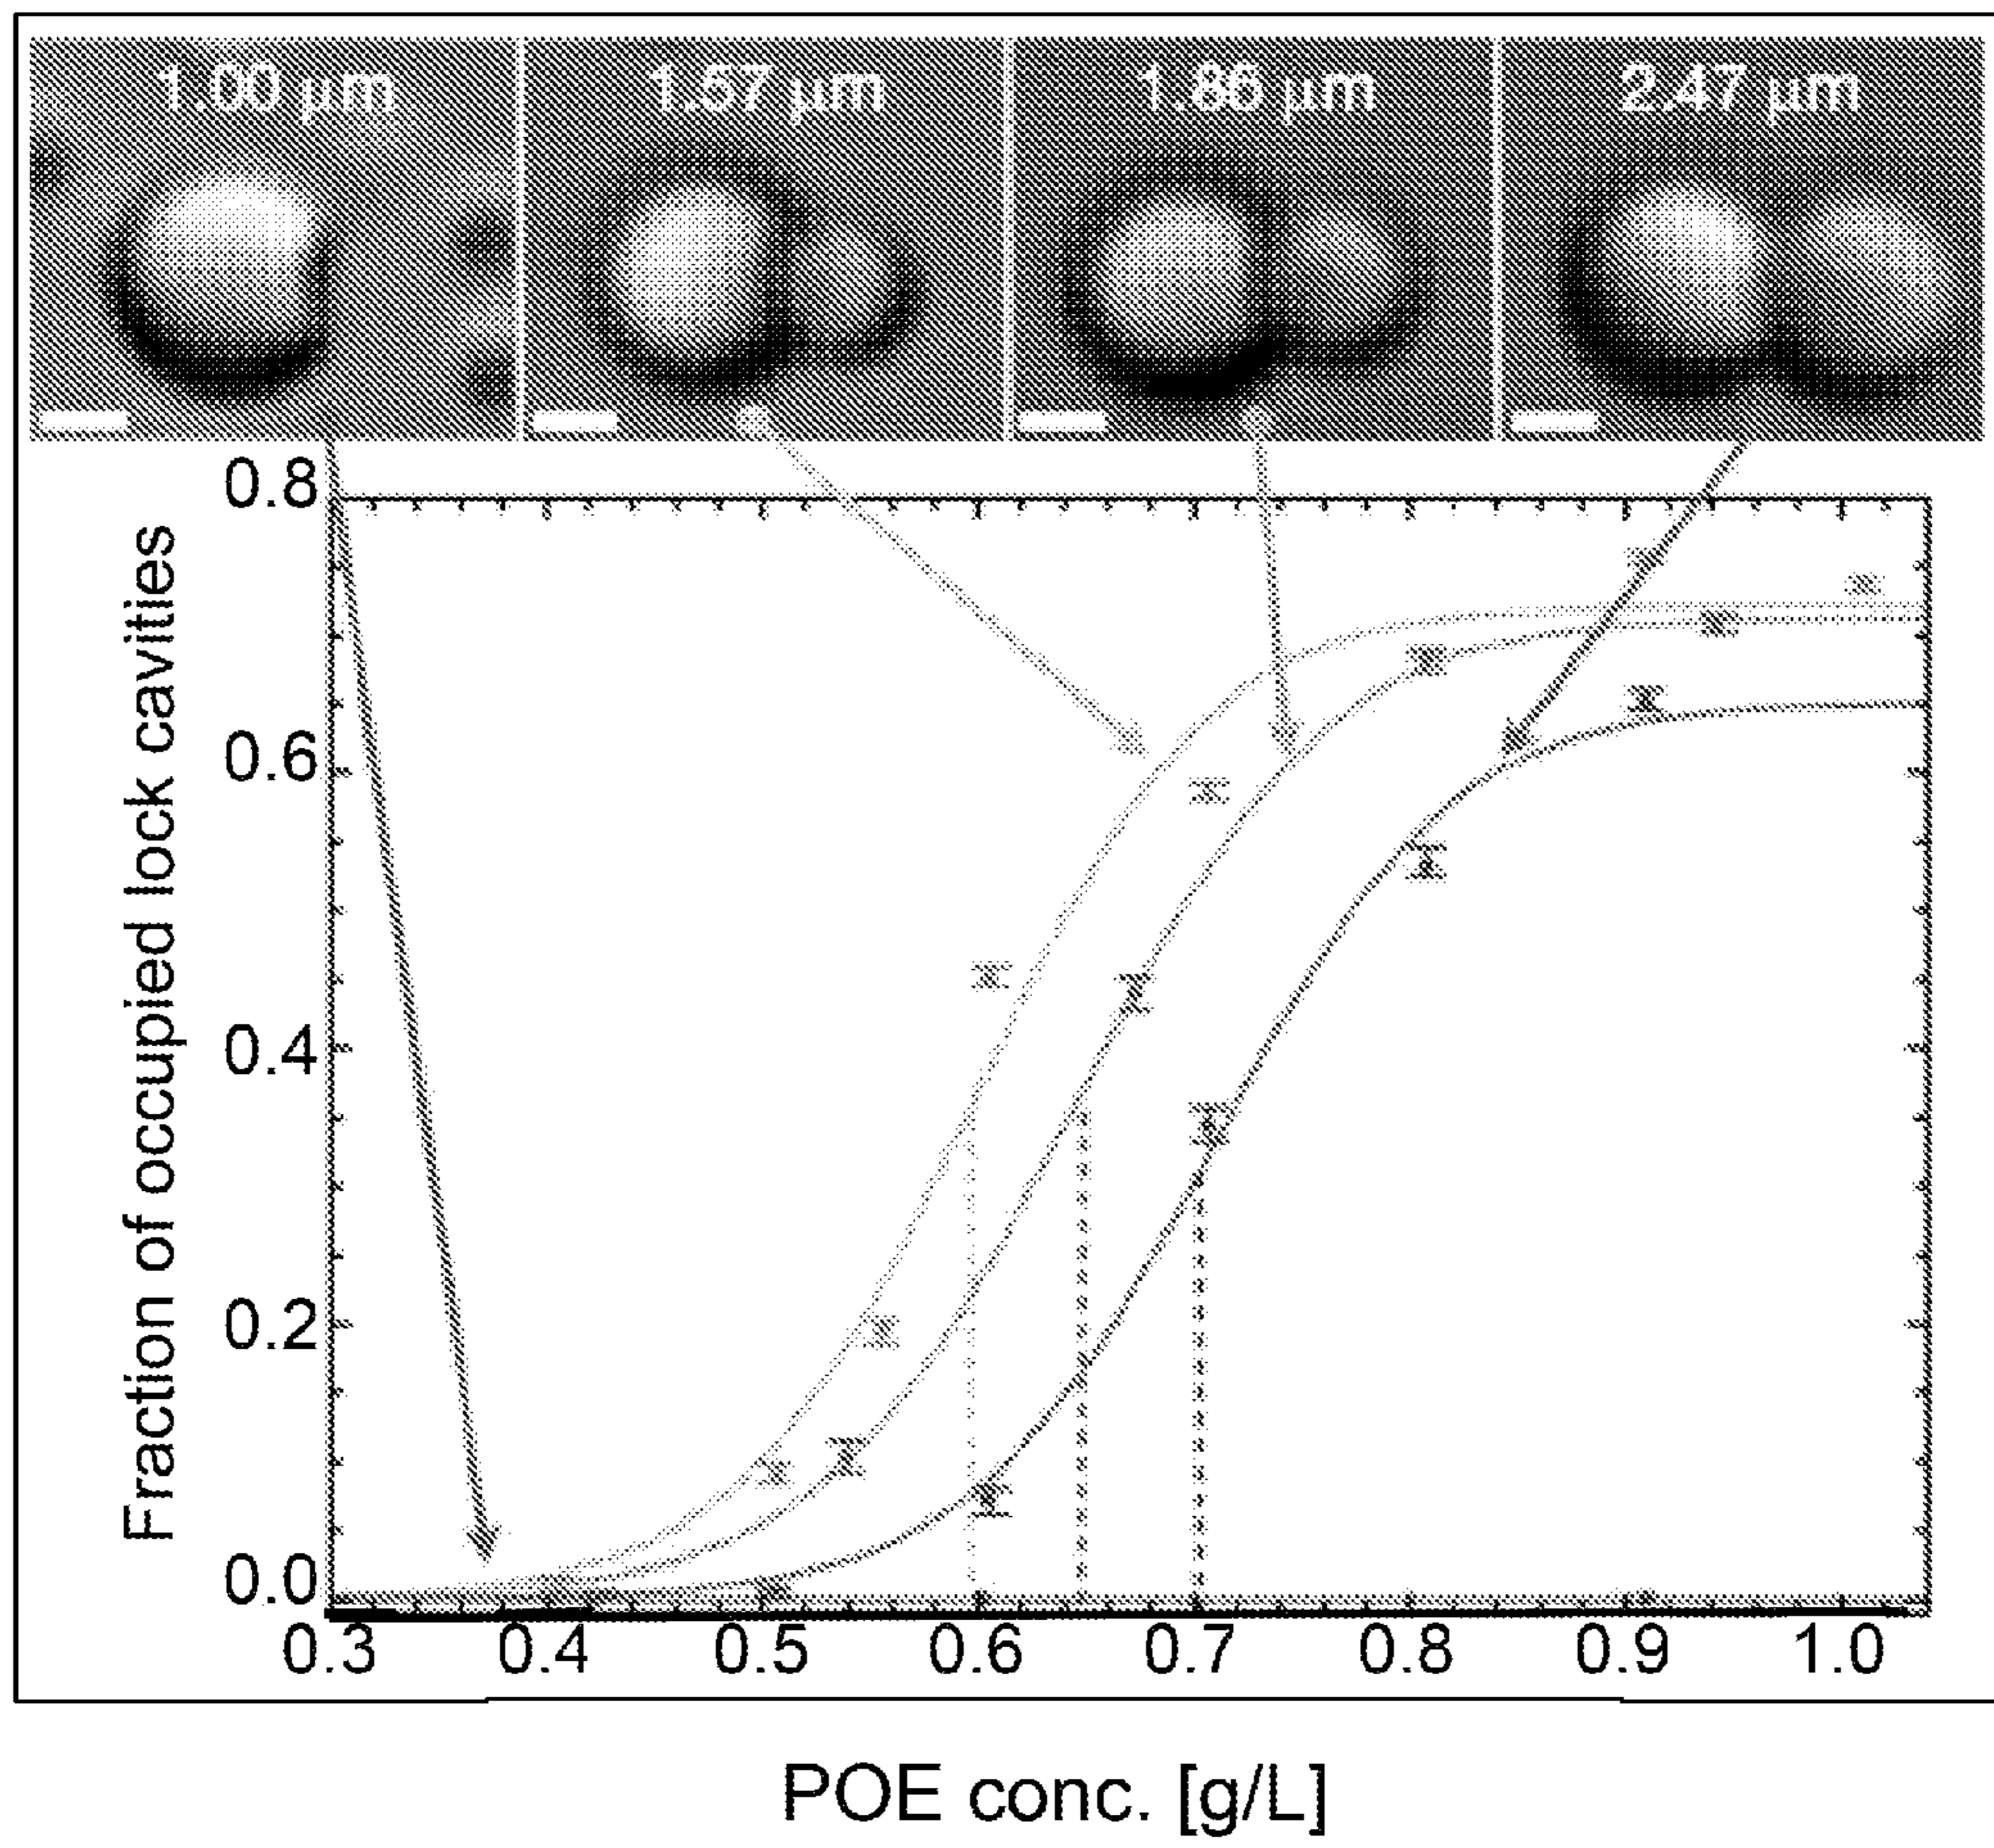 1.00 µm 1.57 µm 1.86 µm 2.47 µm
0.8
0.6
0.4
0.2
0.0
Fraction of occupied lock cavities
0.3 0.4 0.5 0.6 0.7 0.8 0.9 1.0
POE conc. [g/L]